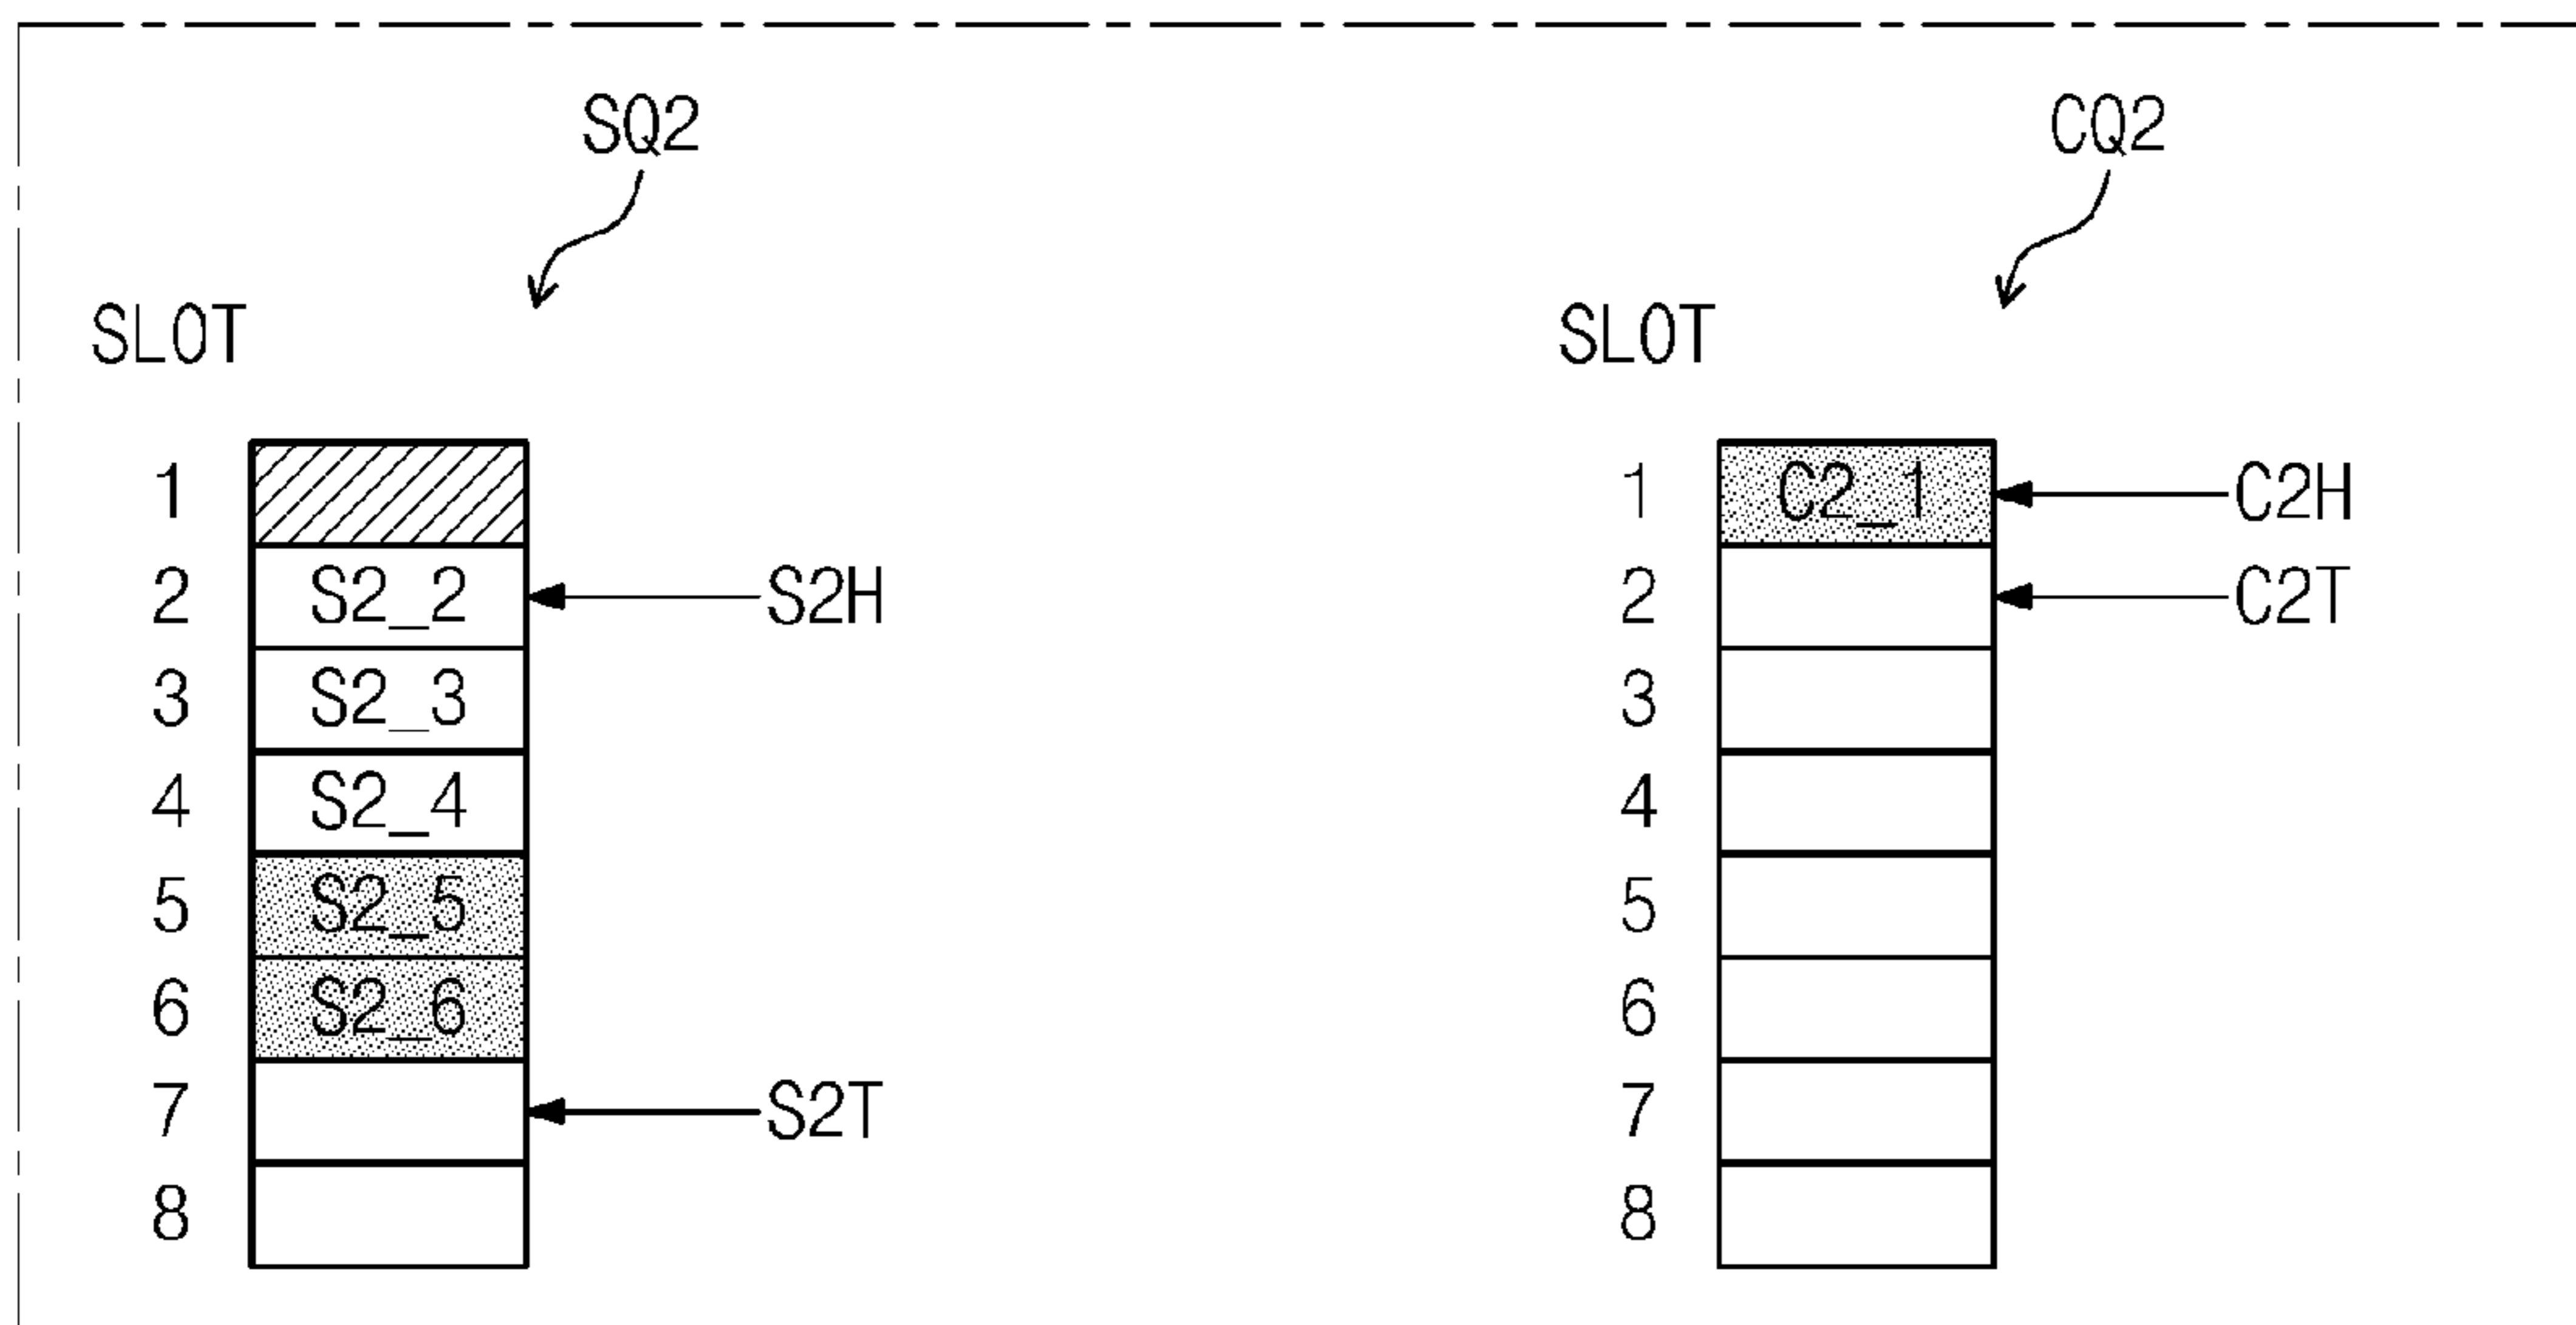 SQ2
CQ2
SLOT
SLOT
1
2 S2_2 S2H
3 S2_3
4 S2_4
5 S2_5
6 S2_6
7 S2T
8
1 C2_1 C2H
2 C2T
3
4
5
6
7
8